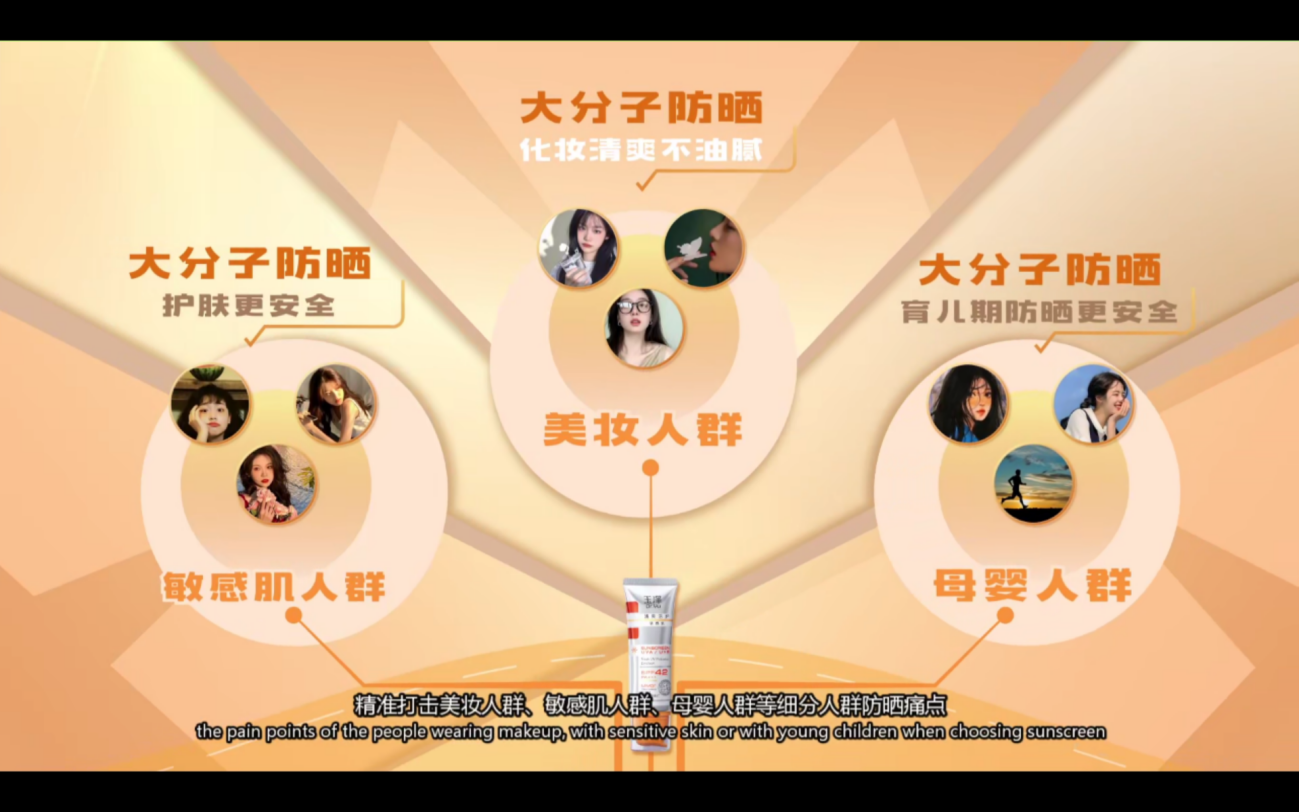 大分子防晒
化妆清爽不油腻
大分子防晒
护肤更安全
大分子防晒
育儿期防晒更安全
美妆人群
敏感肌人群
母婴人群
玉泽
42
精准打击美妆人群、敏感肌人群、母婴人群等细分人群防晒痛点
the pain points of the people wearing makeup, with sensitive skin or with young children when choosing sunscreen